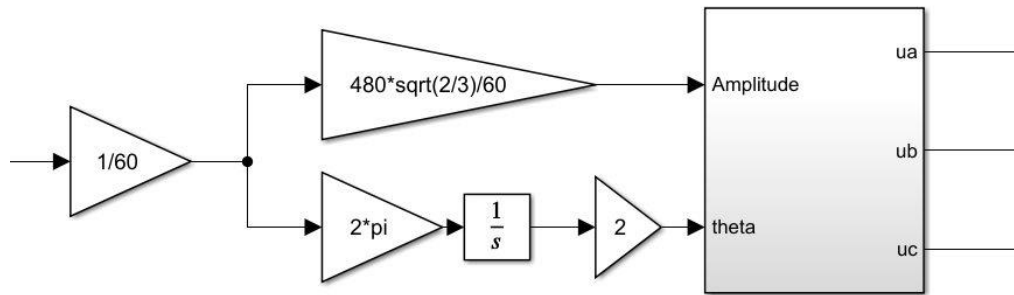 1/60
480*sqrt(2/3)/60
2*pi
1
s
2
Amplitude
theta
ua
ub
uc